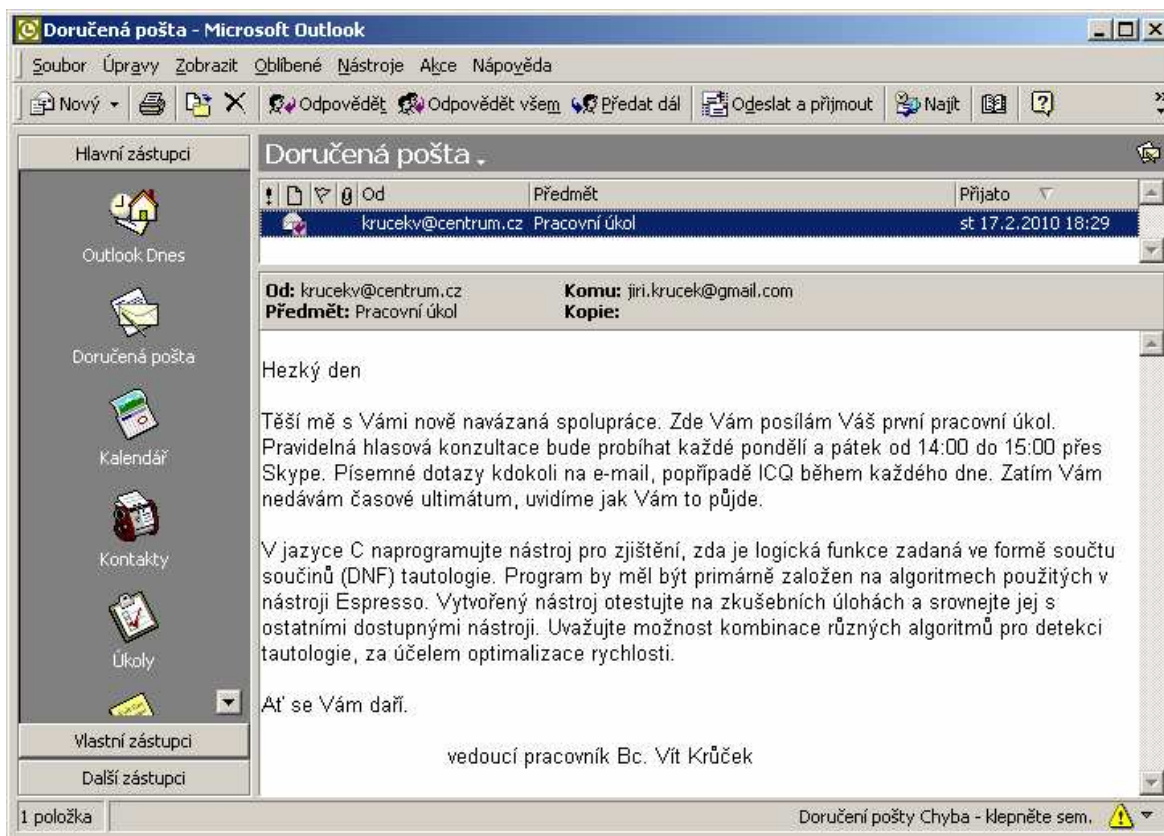 Doručená pošta - Microsoft Outlook
Soubor Úpravy Zobrazit Oblíbené Nástroje Akce Nápověda
Nový Odpovědět Odpovědět všem Předat dál Odeslat a přijmout Najít
Hlavní zástupci
Outlook Dnes
Doručená pošta
Kalendář
Kontakty
Úkoly
Vlastní zástupci
Další zástupci
Doručená pošta
Od Předmět Přijato
krucekv@centrum.cz Pracovní úkol st 17.2.2010 18:29
Od: krucekv@centrum.cz Komu: jiri.krucek@gmail.com
Předmět: Pracovní úkol Kopie:
Hezký den
Těší mě s Vámi nově navázaná spolupráce. Zde Vám posílám Váš první pracovní úkol.
Pravidelná hlasová konzultace bude probíhat každé pondělí a pátek od 14:00 do 15:00 přes
Skype. Písemné dotazy kdokoli na e-mail, popřípadě ICQ během každého dne. Zatím Vám
nedávám časové ultimátum, uvidíme jak Vám to půjde.
V jazyce C naprogramujte nástroj pro zjištění, zda je logická funkce zadaná ve formě součtu
součinů (DNF) tautologie. Program by měl být primárně založen na algoritmech použitých v
nástroji Espresso. Vytvořený nástroj otestujte na zkušebních úlohách a srovnejte jej s
ostatními dostupnými nástroji. Uvažujte možnost kombinace různých algoritmů pro detekci
tautologie, za účelem optimalizace rychlosti.
Ať se Vám daří.
vedoucí pracovník Bc. Vít Krůček
1 položka
Doručení pošty Chyba - klepněte sem.